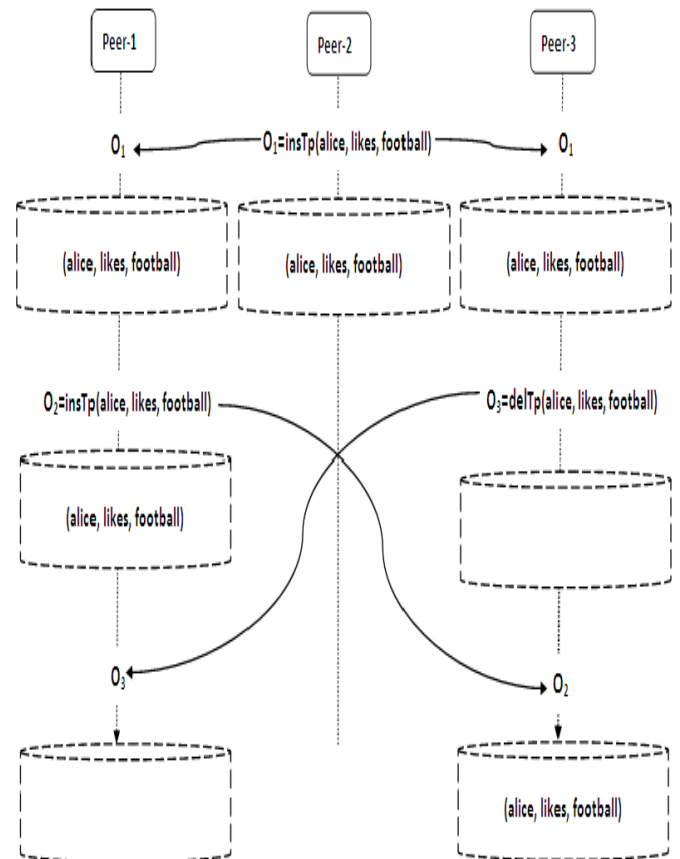 Peer-1
Peer-2
Peer-3
O₁
O₁=insTp(alice, likes, football)
O₁
(alice, likes, football)
(alice, likes, football)
(alice, likes, football)
O₂=insTp(alice, likes, football)
O₃=delTp(alice, likes, football)
(alice, likes, football)
O₃
O₂
(alice, likes, football)